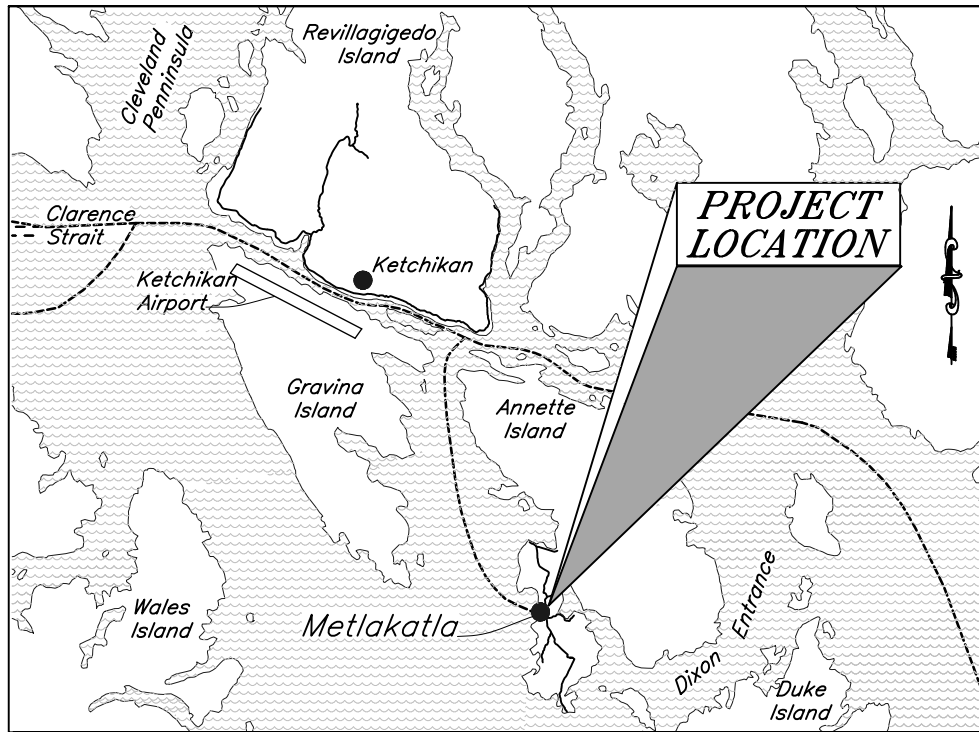 Revillagigedo
Island
Cleveland
Penninsula
PROJECT
LOCATION
Clarence
Strait
Ketchikan
Ketchikan
Airport
Gravina
Island
Annette
Island
Wales
Island
Metlakatla
Dixon Entrance
Duke
Island